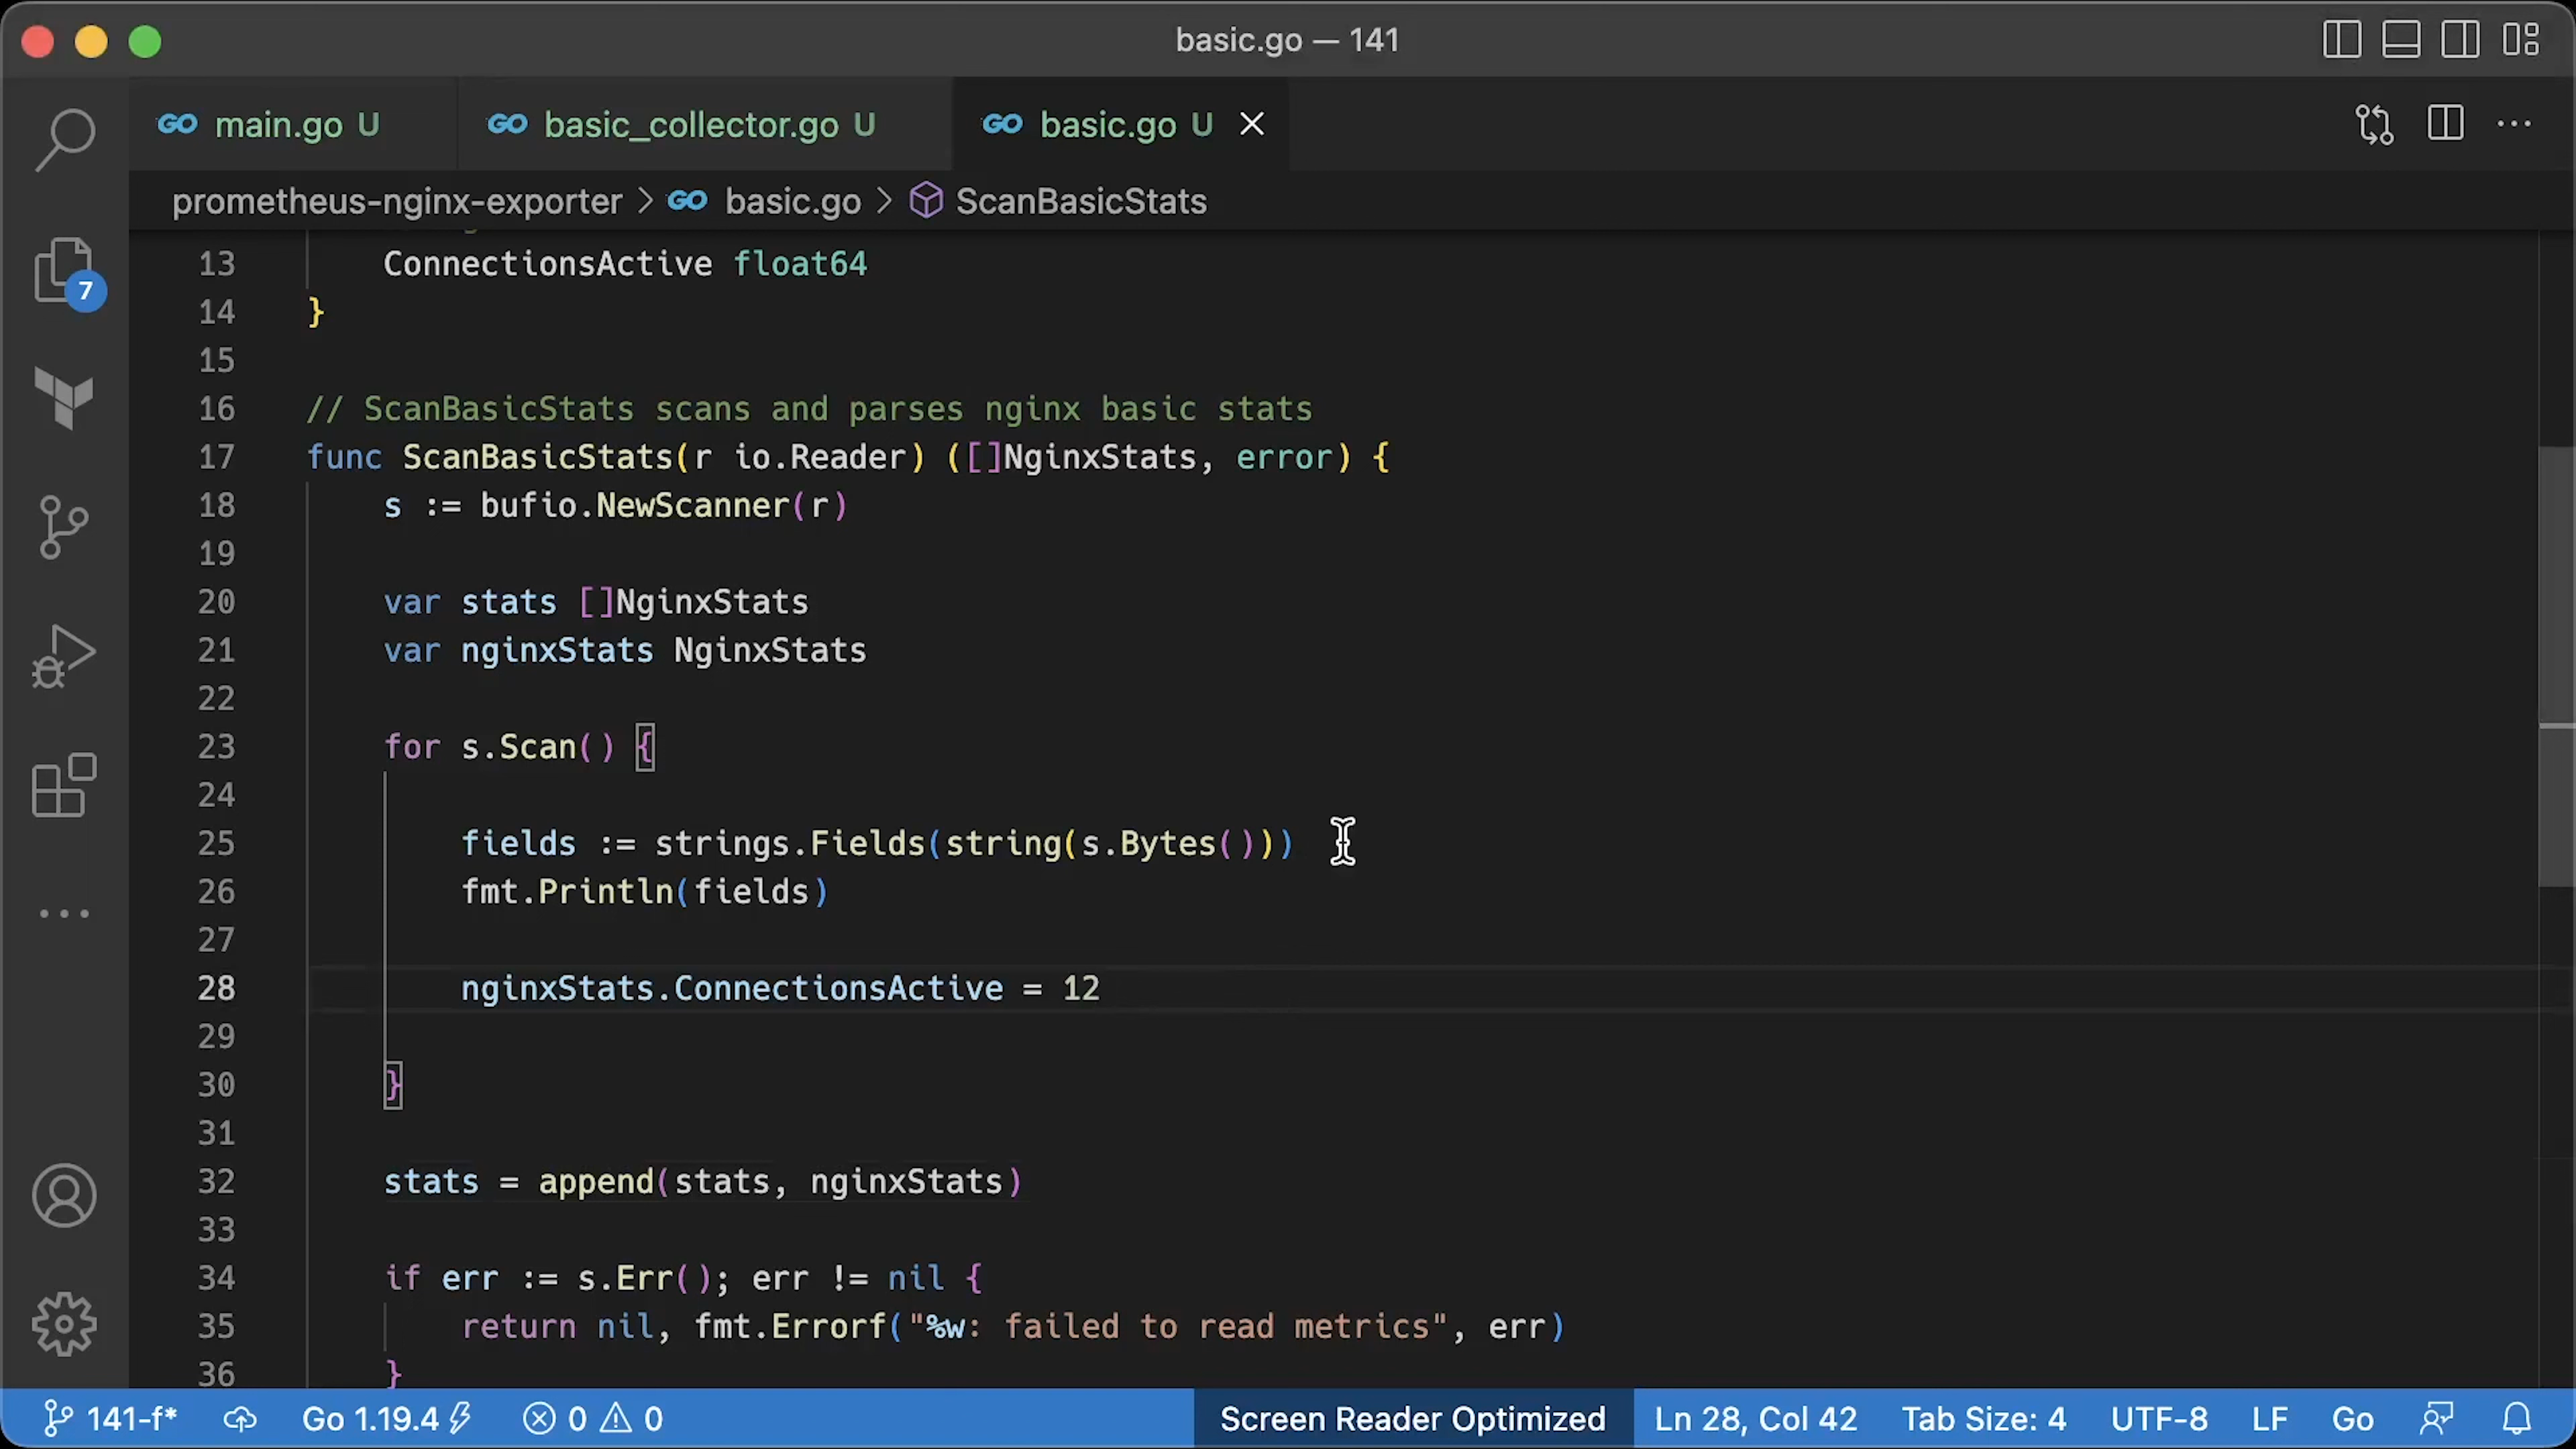 basic.go — 141
GO main.go U
GO basic_collector.go U
GO basic.go U
prometheus-nginx-exporter > GO basic.go > ScanBasicStats
7
13 ConnectionsActive float64
14 }
15
16 // ScanBasicStats scans and parses nginx basic stats
17 func ScanBasicStats(r io.Reader) ([]NginxStats, error) {
18 s := bufio.NewScanner(r)
19
20 var stats []NginxStats
21 var nginxStats NginxStats
22
23 for s.Scan() {
24
25 fields := strings.Fields(string(s.Bytes()))
26 fmt.Println(fields)
27
28 nginxStats.ConnectionsActive = 12
29
30 }
31
32 stats = append(stats, nginxStats)
33
34 if err := s.Err(); err != nil {
35 return nil, fmt.Errorf("%w: failed to read metrics", err)
36 }
141-f* Go 1.19.4 0 0 Screen Reader Optimized Ln 28, Col 42 Tab Size: 4 UTF-8 LF Go